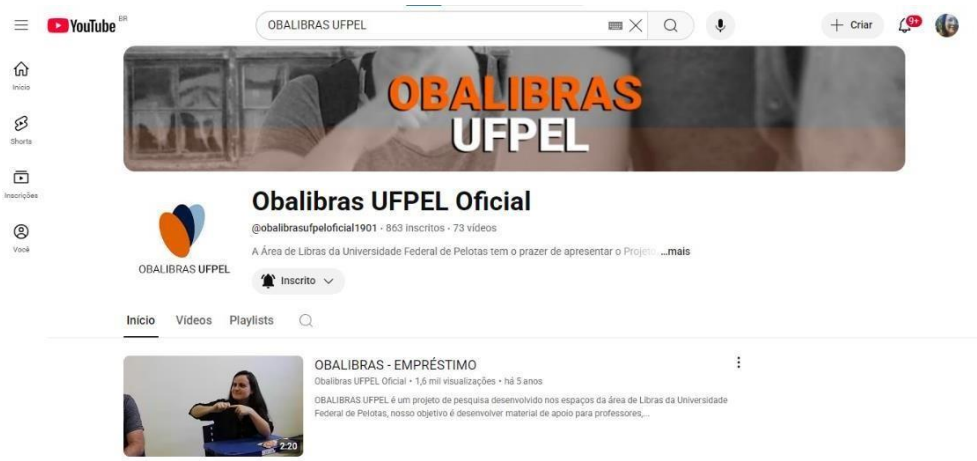 YouTube BR
OBALIBRAS UFPEL
Criar
9+
Início
Shorts
Inscrições
Você
OBALIBRAS
UFPEL
OBALIBRAS UFPEL
Obalibras UFPEL Oficial
@obalibrasufpeloficial1901 · 863 inscritos · 73 vídeos
A Área de Libras da Universidade Federal de Pelotas tem o prazer de apresentar o Projeto ...mais
Inscrito
Início Vídeos Playlists
2:20
OBALIBRAS - EMPRÉSTIMO
Obalibras UFPEL Oficial • 1,6 mil visualizações • há 5 anos
OBALIBRAS UFPEL é um projeto de pesquisa desenvolvido nos espaços da área de Libras da Universidade
Federal de Pelotas, nosso objetivo é desenvolver material de apoio para professores,...